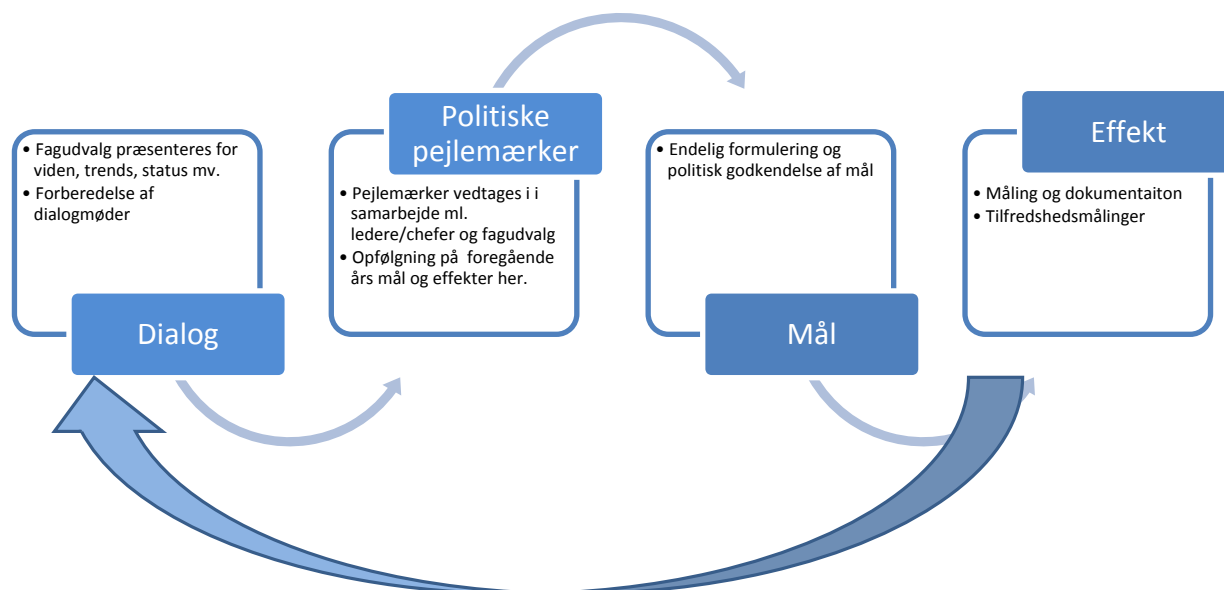 • Fagudvalg præsenteres for
viden, trends, status mv.
• Forberedelse af
dialogmøder
Dialog
Politiske
pejlemærker
• Pejlemærker vedtages i i
samarbejde ml.
ledere/chefer og fagudvalg
• Opfølgning på  foregående
års mål og effekter her.
• Endelig formulering og
politisk godkendelse af mål
Mål
Effekt
• Måling og dokumentaiton
• Tilfredshedsmålinger